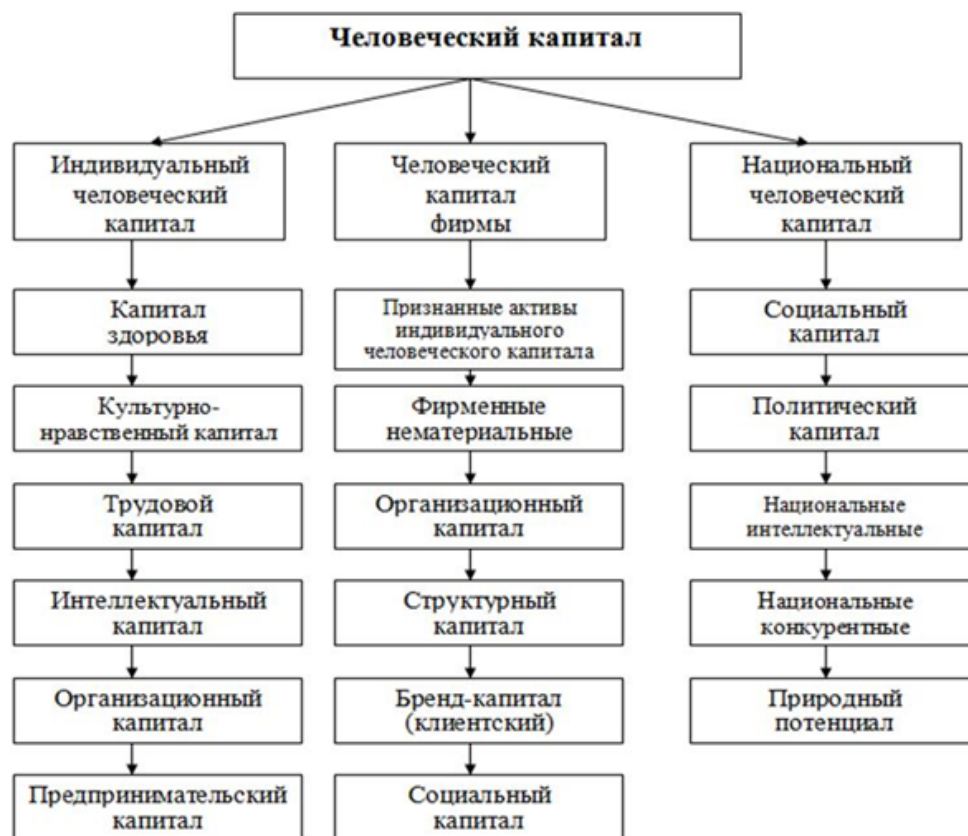 Человеческий капитал
Индивидуальный
человеческий
капитал
Человеческий
капитал
фирмы
Национальный
человеческий
капитал
Капитал
здоровья
Признанные активы
индивидуального
человеческого капитала
Социальный
капитал
Культурно-
нравственный капитал
Фирменные
нематериальные
Политический
капитал
Трудовой
капитал
Организационный
капитал
Национальные
интеллектуальные
Интеллектуальный
капитал
Структурный
капитал
Национальные
конкурентные
Организационный
капитал
Бренд-капитал
(клиентский)
Природный
потенциал
Предпринимательский
капитал
Социальный
капитал